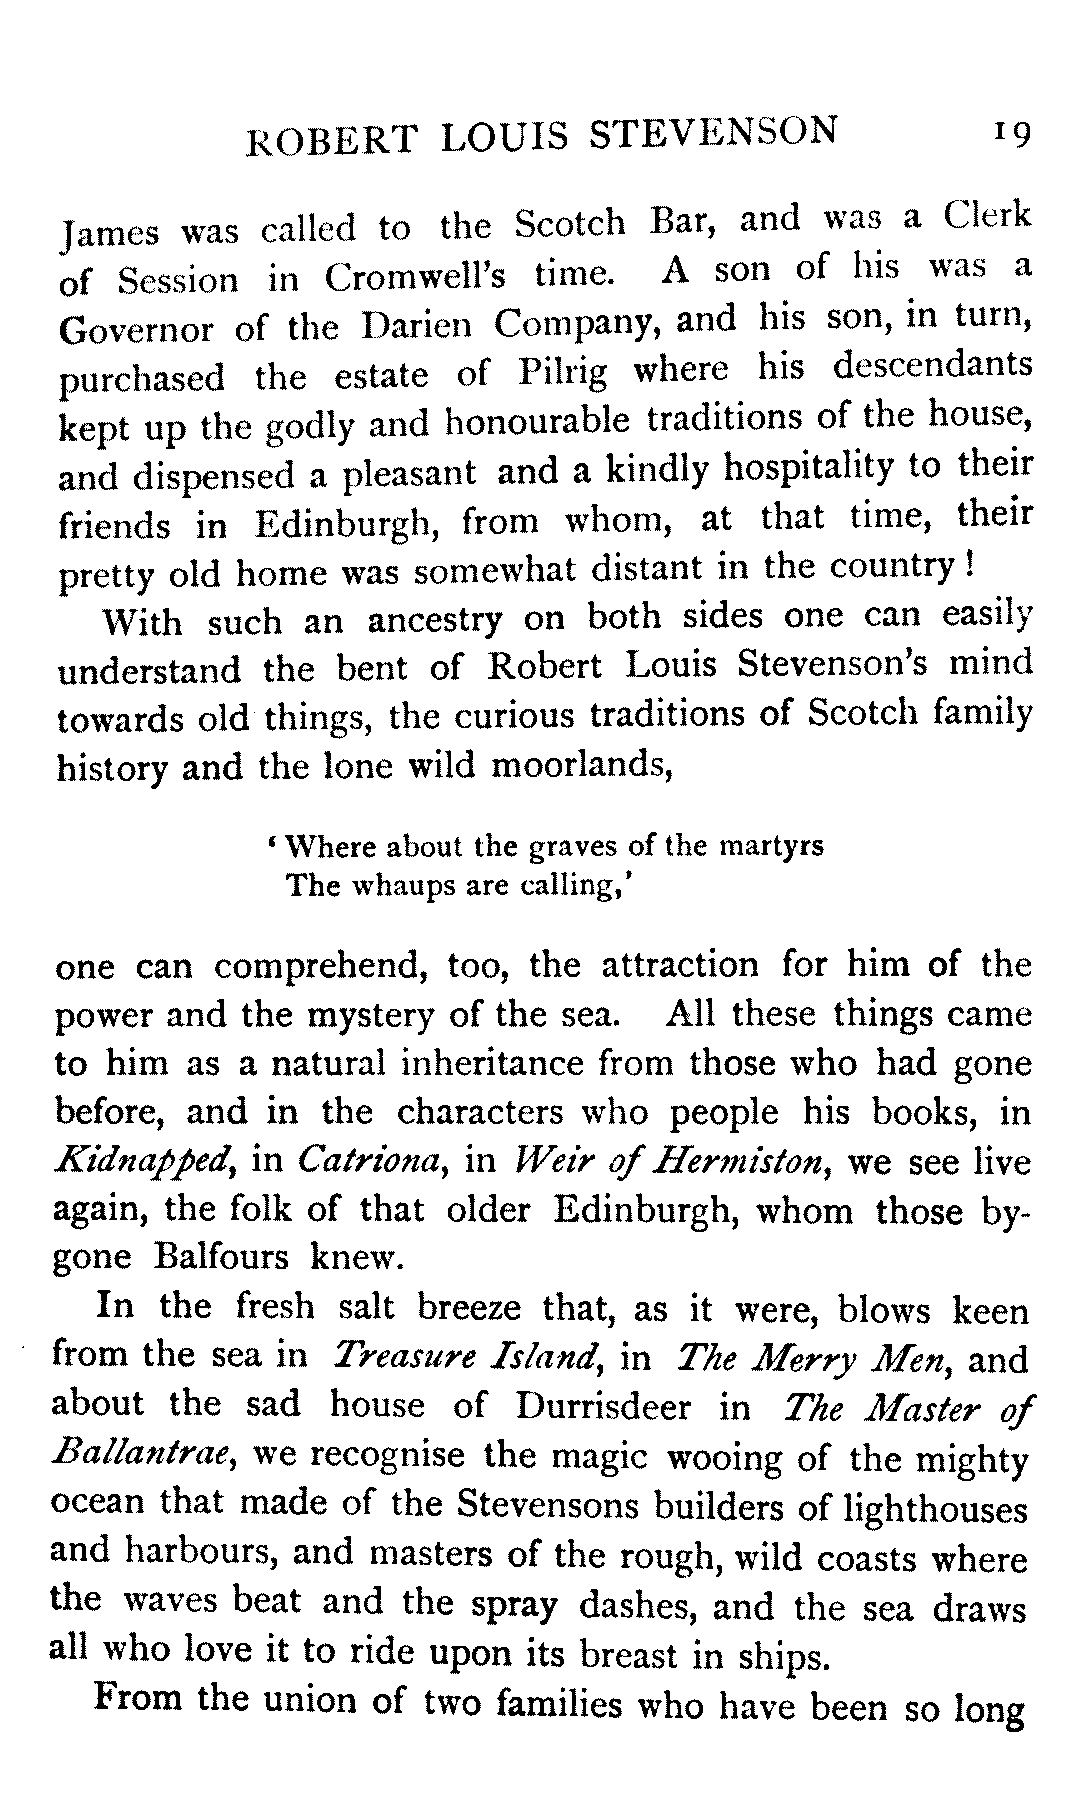 ROBERT LOUIS STEVENSON 19
James was called to the Scotch Bar, and was a Clerk
of Session in Cromwell's time. A son of his was a
Governor of the Darien Company, and his son, in turn,
purchased the estate of Pilrig where his descendants
kept up the godly and honourable traditions of the house,
and dispensed a pleasant and a kindly hospitality to their
friends in Edinburgh, from whom, at that time, their
pretty old home was somewhat distant in the country!
With such an ancestry on both sides one can easily
understand the bent of Robert Louis Stevenson's mind
towards old things, the curious traditions of Scotch family
history and the lone wild moorlands,
'Where about the graves of the martyrs
The whaups are calling,'
one can comprehend, too, the attraction for him of the
power and the mystery of the sea. All these things came
to him as a natural inheritance from those who had gone
before, and in the characters who people his books, in
Kidnapped, in Catriona, in Weir of Hermiston, we see live
again, the folk of that older Edinburgh, whom those by-
gone Balfours knew.
In the fresh salt breeze that, as it were, blows keen
from the sea in Treasure Island, in The Merry Men, and
about the sad house of Durrisdeer in The Master of
Ballantrae, we recognise the magic wooing of the mighty
ocean that made of the Stevensons builders of lighthouses
and harbours, and masters of the rough, wild coasts where
the waves beat and the spray dashes, and the sea draws
all who love it to ride upon its breast in ships.
From the union of two families who have been so long